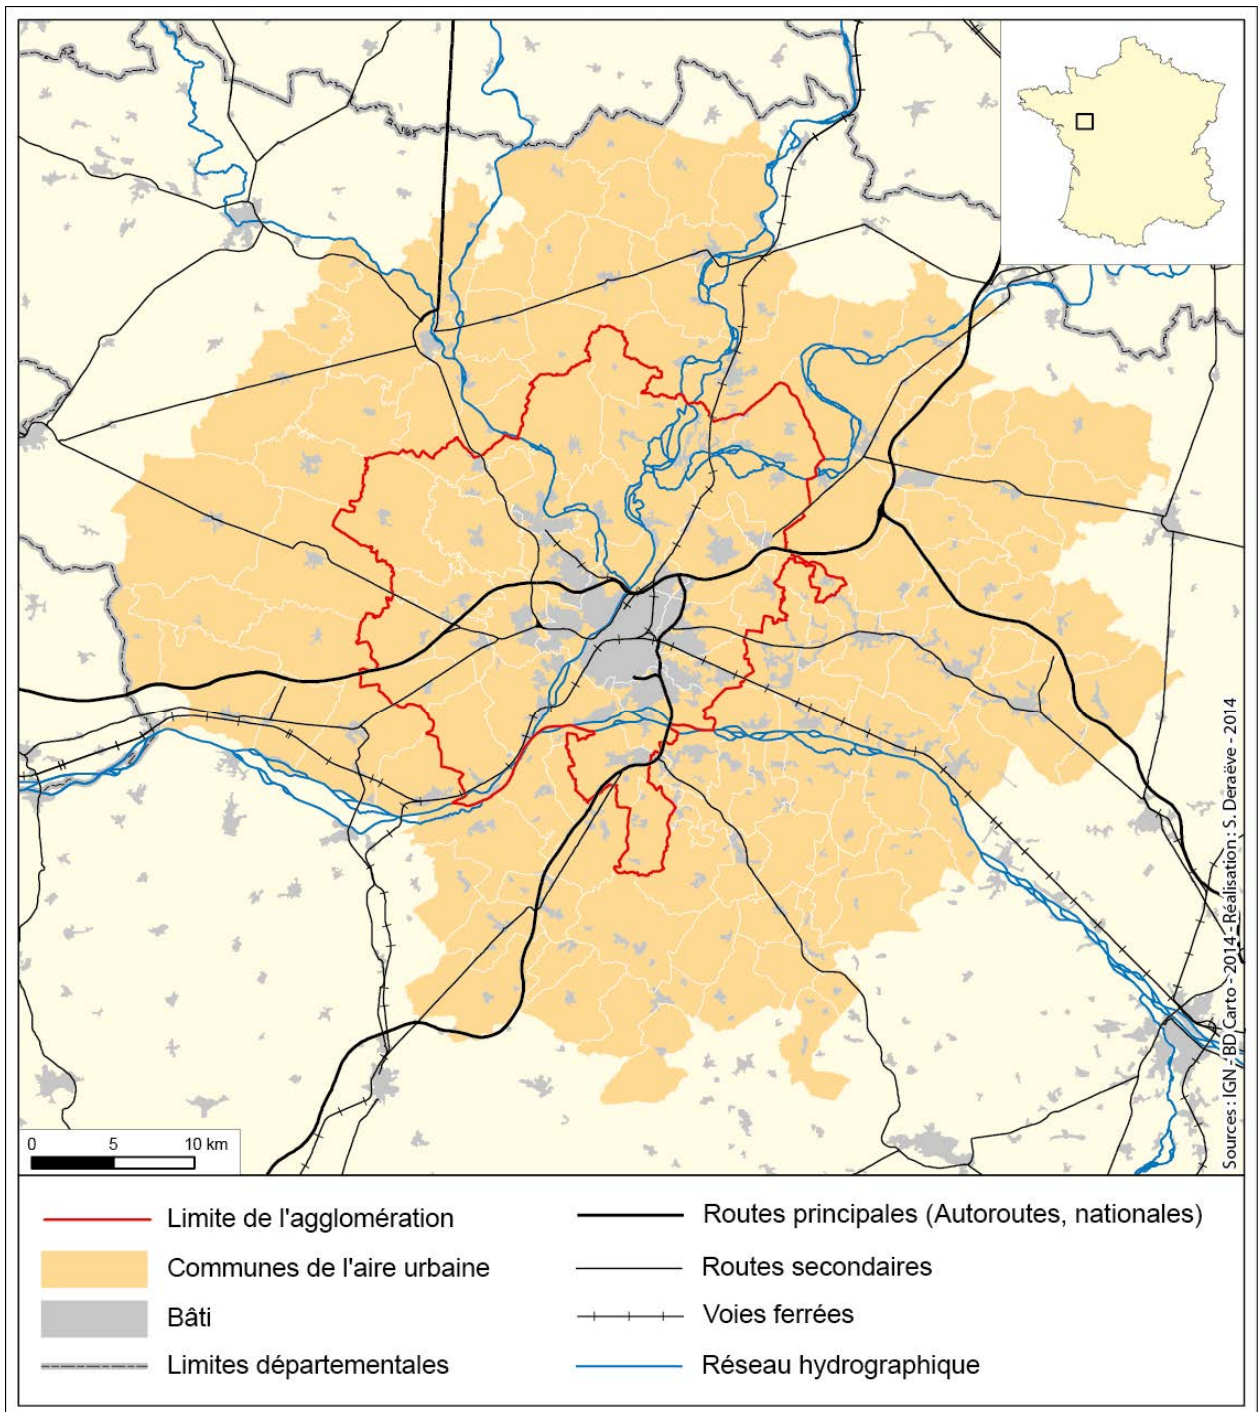 Sources : IGN - BD Carto - 2014 - Réalisation : S. Deraëve - 2014
0 5 10 km
Limite de l'agglomération
Communes de l'aire urbaine
Bâti
Limites départementales
Routes principales (Autoroutes, nationales)
Routes secondaires
Voies ferrées
Réseau hydrographique